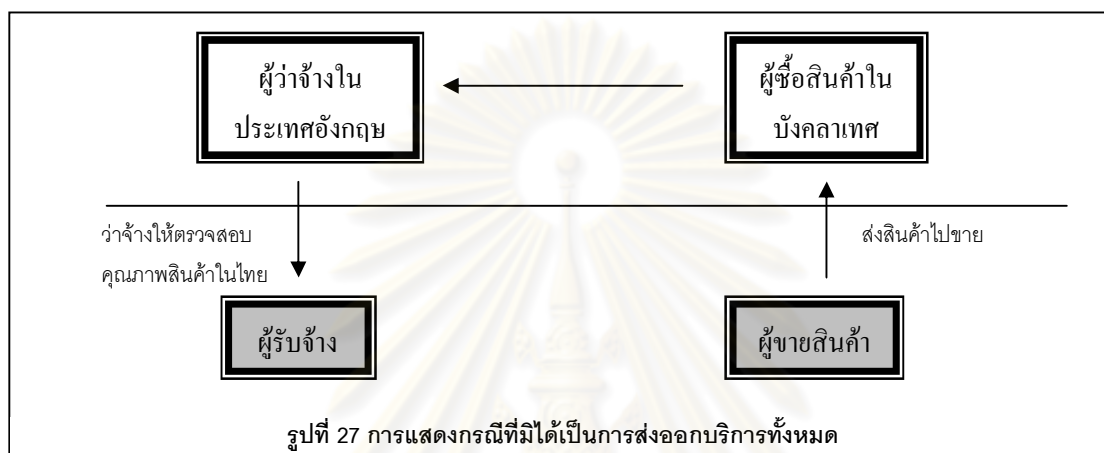 ผู้ว่าจ้างใน
ประเทศอังกฤษ
ผู้ซื้อสินค้าใน
บังคลาเทศ
ว่าจ้างให้ตรวจสอบ
คุณภาพสินค้าในไทย
ส่งสินค้าไปขาย
ผู้รับจ้าง
ผู้ขายสินค้า
รูปที่ 27 การแสดงกรณีที่มิได้เป็นการส่งออกบริการทั้งหมด